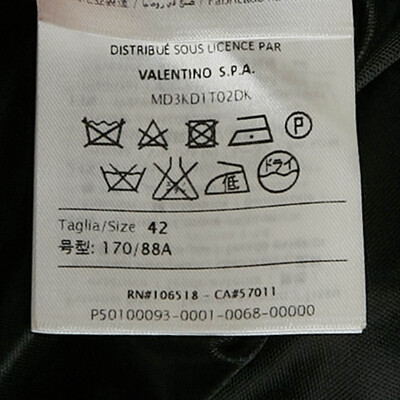 DISTRIBUÉ SOUS LICENCE PAR
VALENTINO S.P.A.
MD3KD1T02DK
P
低 ドライ
Taglia/Size 42
号型: 170/88A
RN#106518 - CA#57011
P50100093-0001-0068-00000